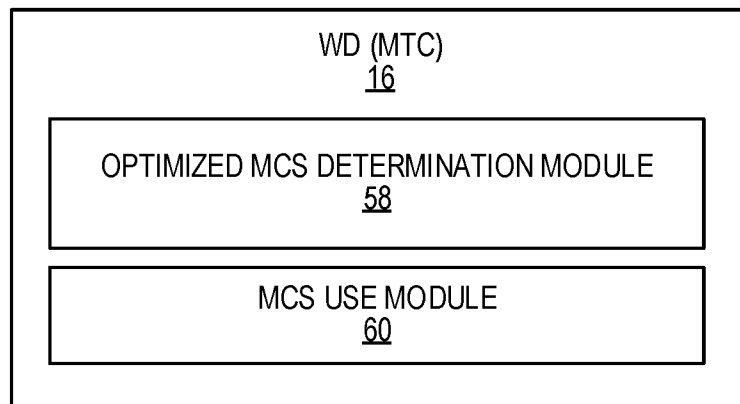 WD (MTC)
16
OPTIMIZED MCS DETERMINATION MODULE
58
MCS USE MODULE
60